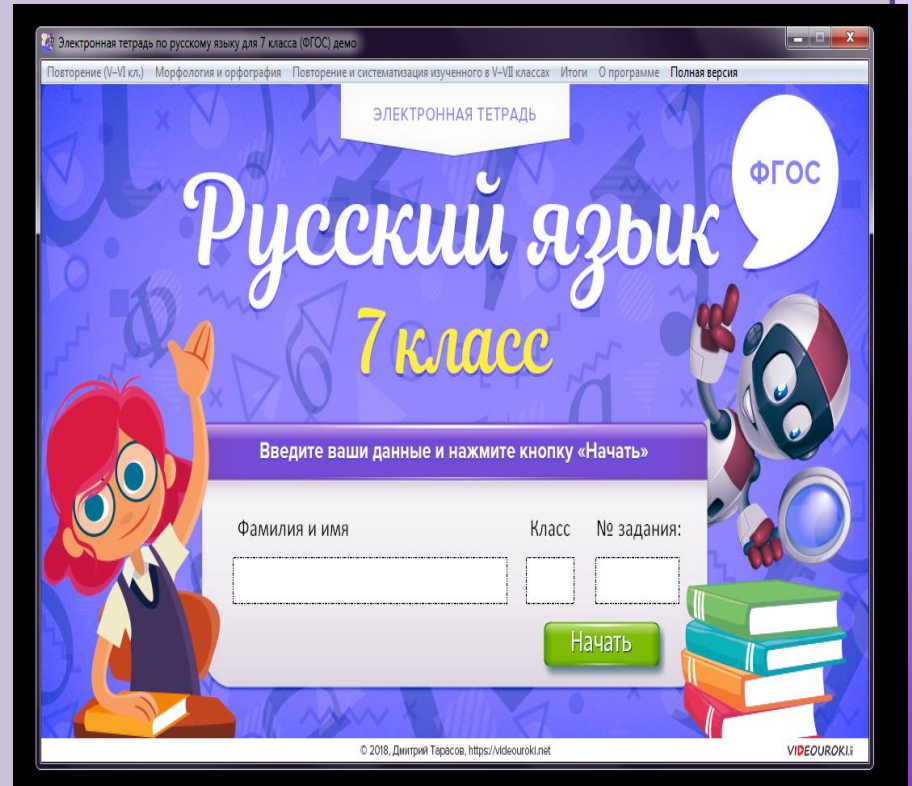 Электронная тетрадь по русскому языку для 7 класса (ФГОС) демо
Повторение (V–VI кл.) Морфология и орфография Повторение и систематизация изученного в V–VII классах Итоги О программе Полная версия
ЭЛЕКТРОННАЯ ТЕТРАДЬ
ФГОС
Русский язык
7 класс
Введите ваши данные и нажмите кнопку «Начать»
Фамилия и имя Класс № задания:
Начать
© 2018, Дмитрий Тарасов, https://videouroki.net
VIDEOUROKI